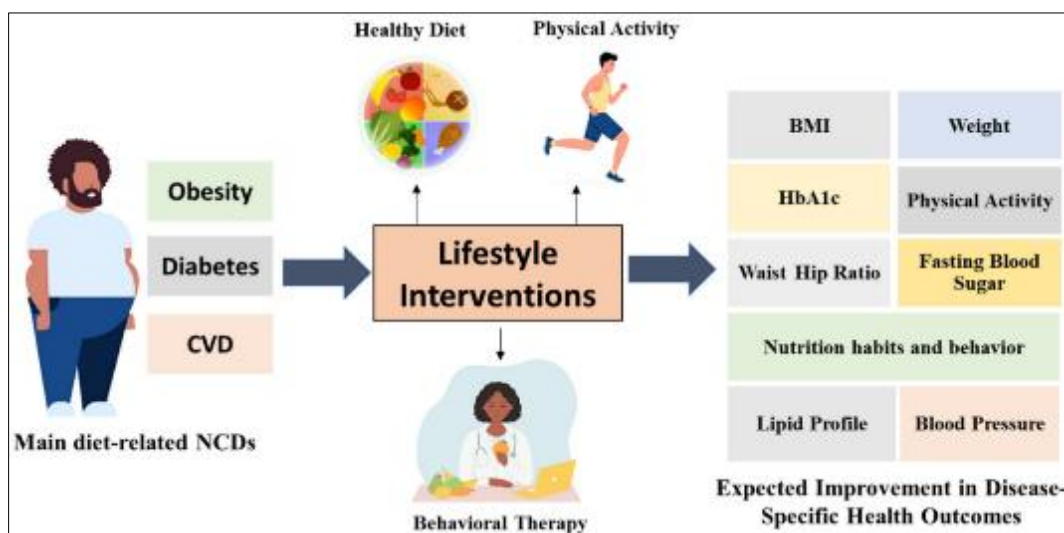 Healthy Diet
Physical Activity
Obesity
Diabetes
CVD
Main diet-related NCDs
Lifestyle
Interventions
Behavioral Therapy
BMI
Weight
HbA1c
Physical Activity
Waist Hip Ratio
Fasting Blood
Sugar
Nutrition habits and behavior
Lipid Profile
Blood Pressure
Expected Improvement in Disease-
Specific Health Outcomes